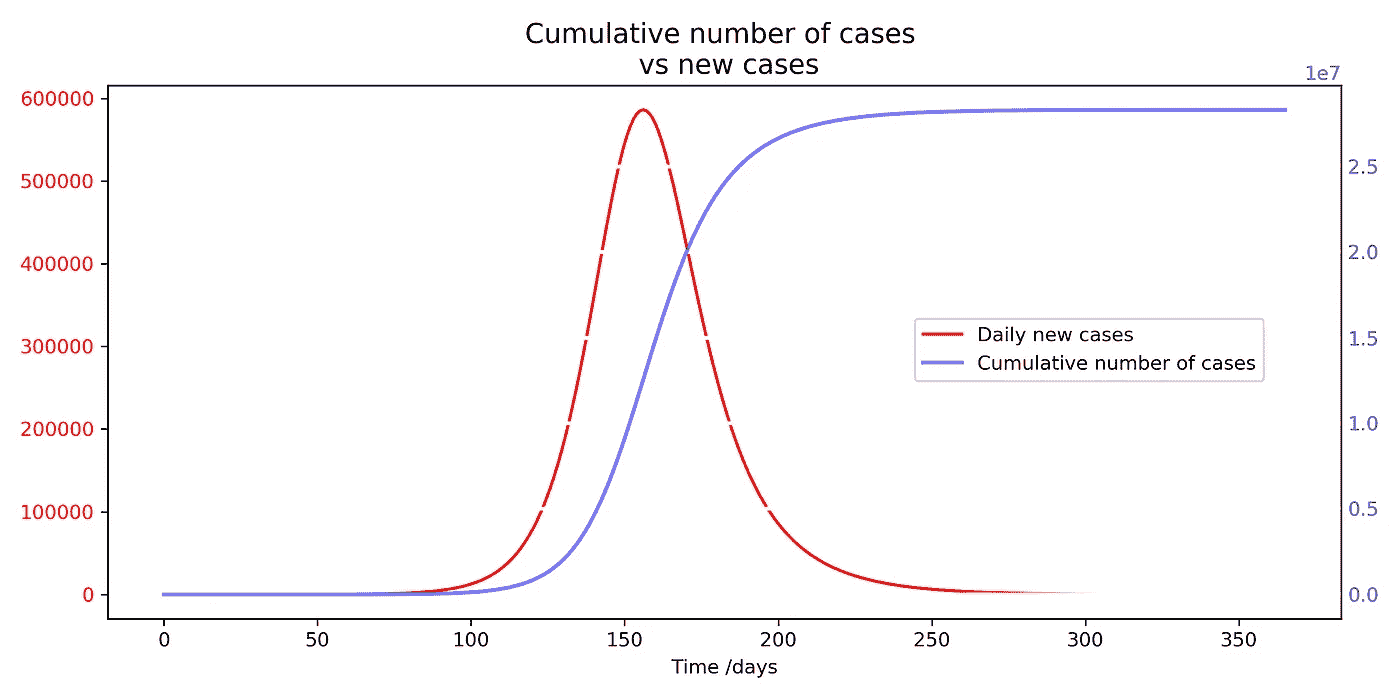 Cumulative number of cases
vs new cases
1e7
600000
500000
400000
300000
200000
100000
0
2.5
2.0
1.5
1.0
0.5
0.0
Daily new cases
Cumulative number of cases
0 50 100 150 200 250 300 350
Time /days